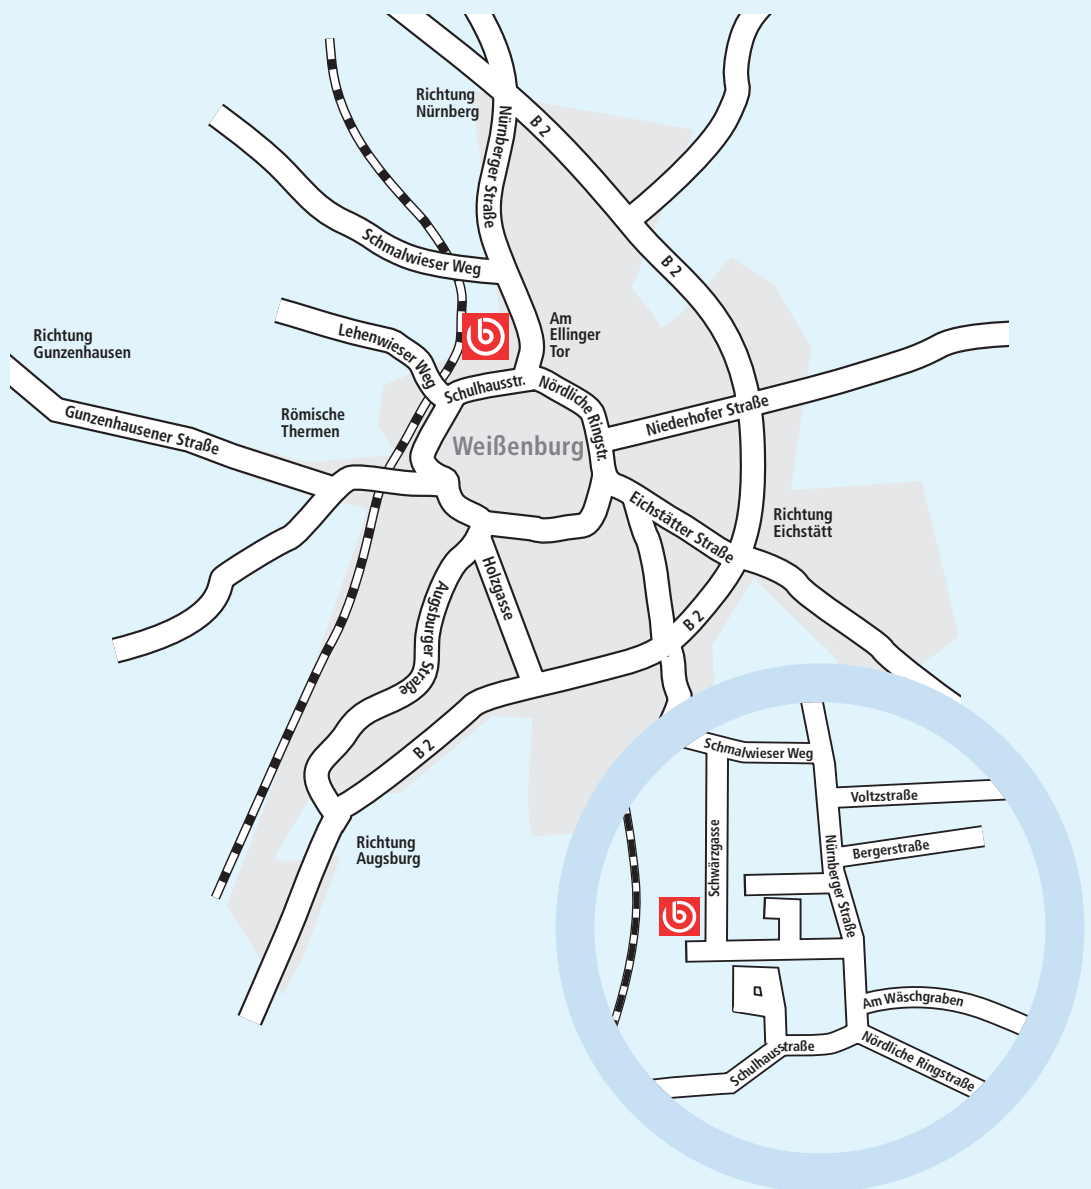 Richtung
Nürnberg
B 2
Nürnberger Straße
Schmalwieser Weg
B 2
Richtung
Gunzenhausen
Lehenwieser Weg
b
Am
Ellinger
Tor
Schulhausstr.
Nördliche Ringstr.
Gunzenhausener Straße
Römische
Thermen
Weißenburg
Niederhofer Straße
Eichstätter Straße
Richtung
Eichstätt
Holzgasse
Augsburger Straße
B 2
B 2
Richtung
Augsburg
Schmalwieser Weg
Voltzstraße
Schwärzgasse
Nürnberger Straße
Bergerstraße
b
Am Wäschgraben
Schulhausstraße
Nördliche Ringstraße